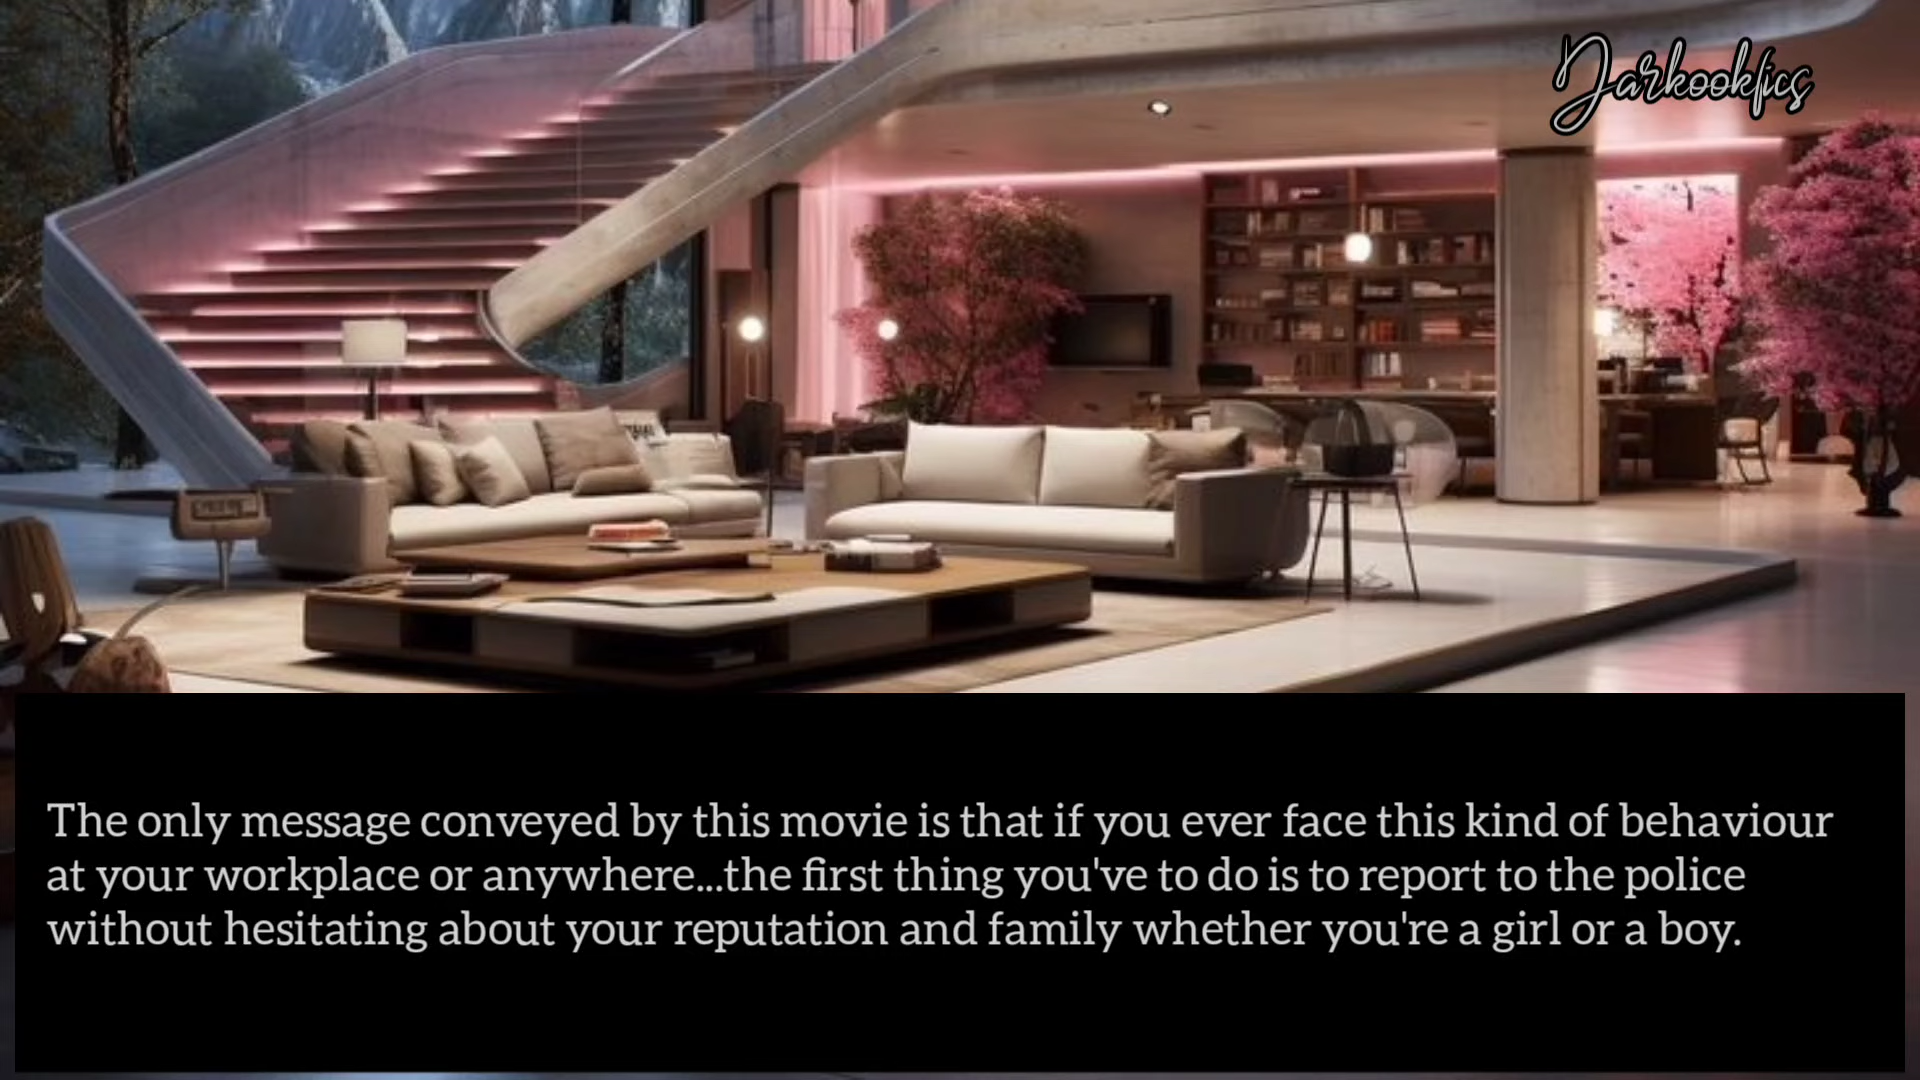 Darkookfics
The only message conveyed by this movie is that if you ever face this kind of behaviour
at your workplace or anywhere...the first thing you've to do is to report to the police
without hesitating about your reputation and family whether you're a girl or a boy.